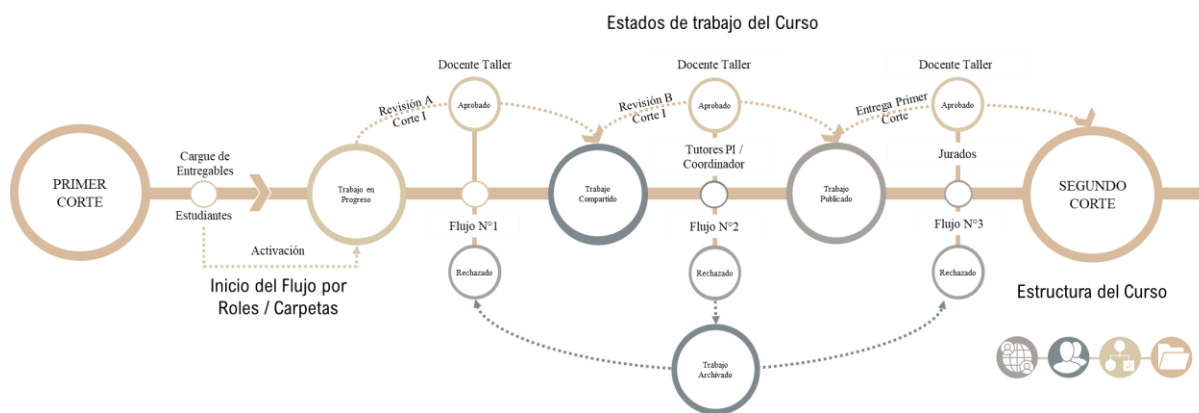 Estados de trabajo del Curso
Docente Taller
Docente Taller
Docente Taller
Revisión A
Corte I
Aprobado
Revisión B
Corte I
Aprobado
Entrega Primer
Corte
Aprobado
PRIMER
CORTE
Cargue de
Entregables
Estudiantes
Activación
Trabajo en
Progreso
Trabajo
Compartido
Tutores PI /
Coordinador
Trabajo
Publicado
Jurados
SEGUNDO
CORTE
Flujo N°1
Flujo N°2
Flujo N°3
Rechazado
Rechazado
Rechazado
Inicio del Flujo por
Roles / Carpetas
Estructura del Curso
Trabajo
Archivado